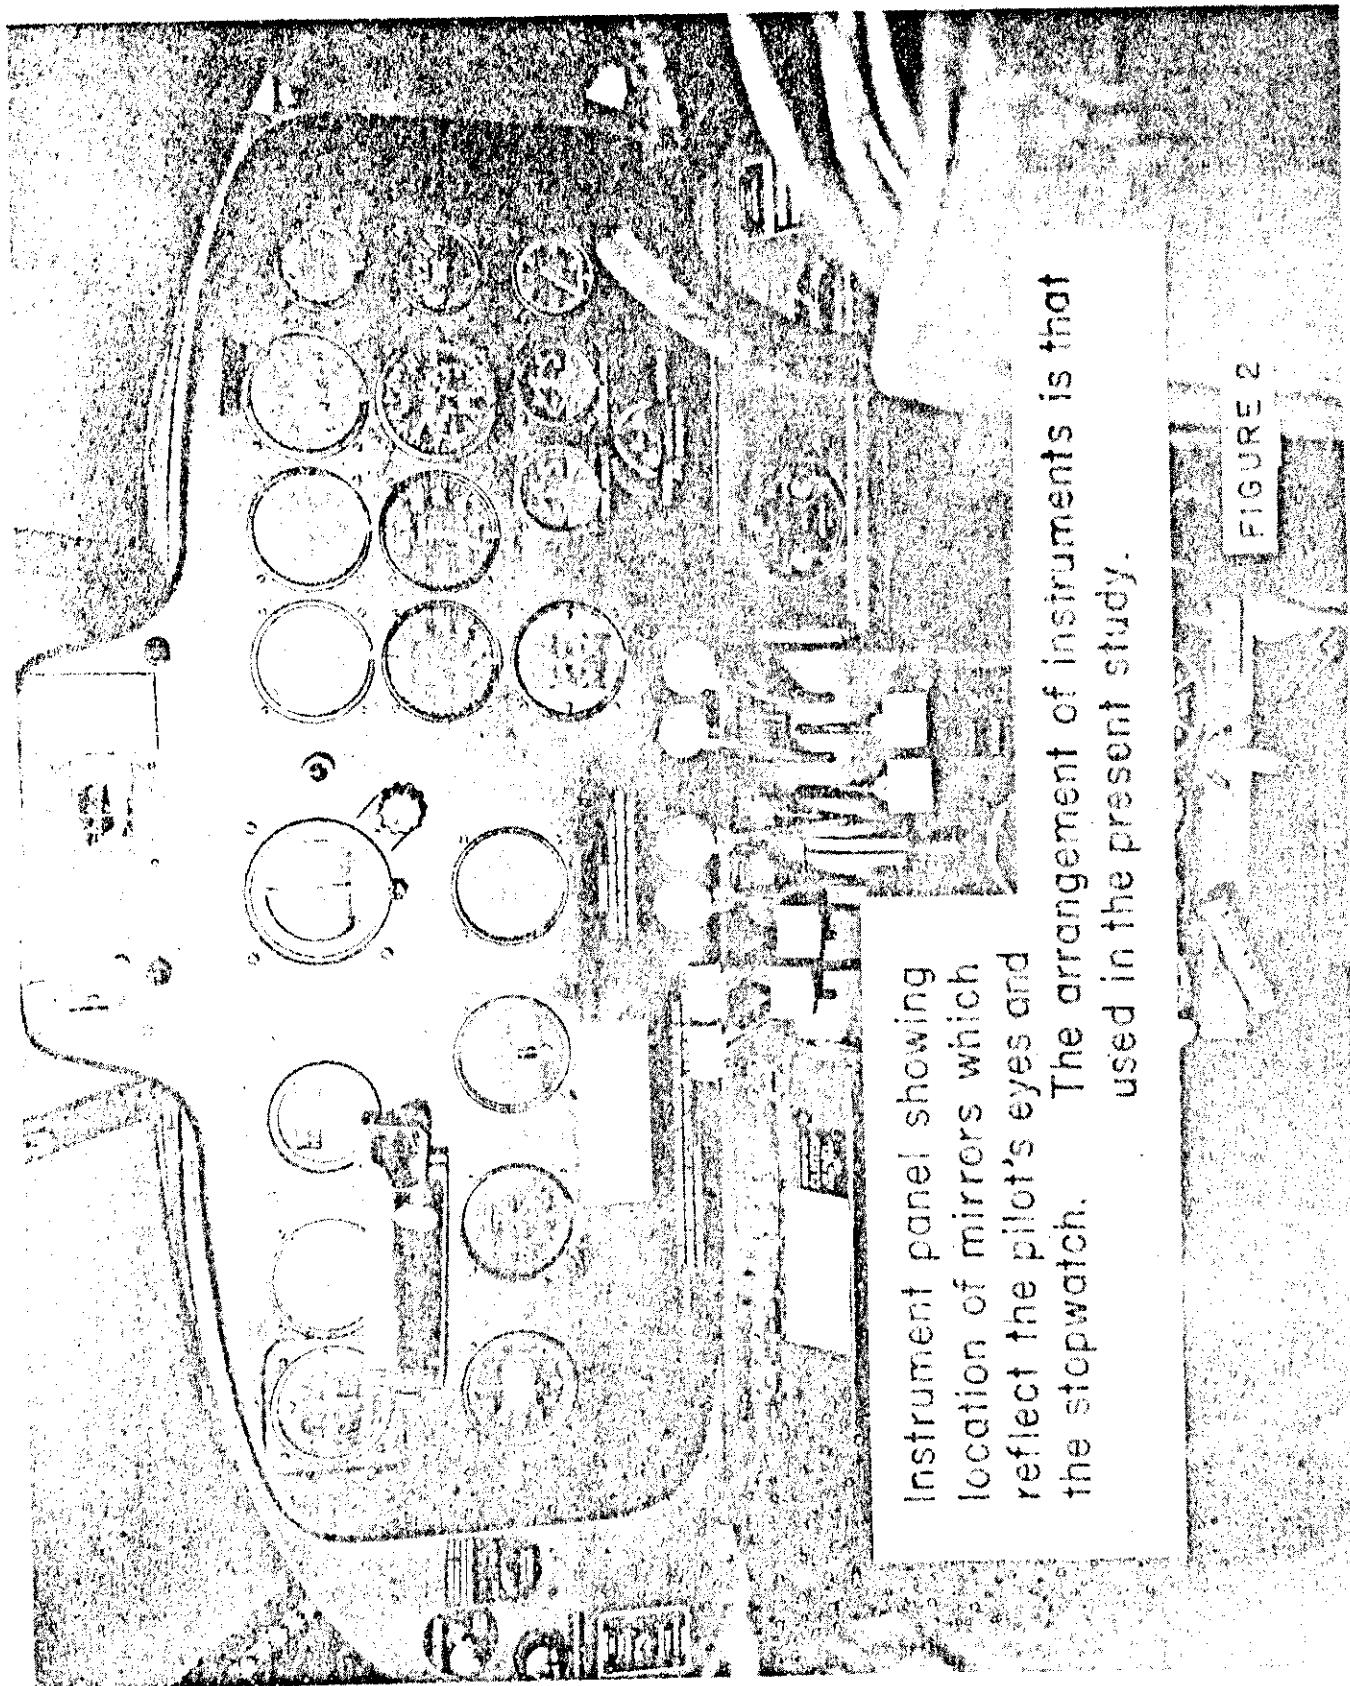 Instrument panel showing
location of mirrors which
reflect the pilot's eyes and
the stopwatch. The arrangement of instruments is that
used in the present study.
FIGURE 2